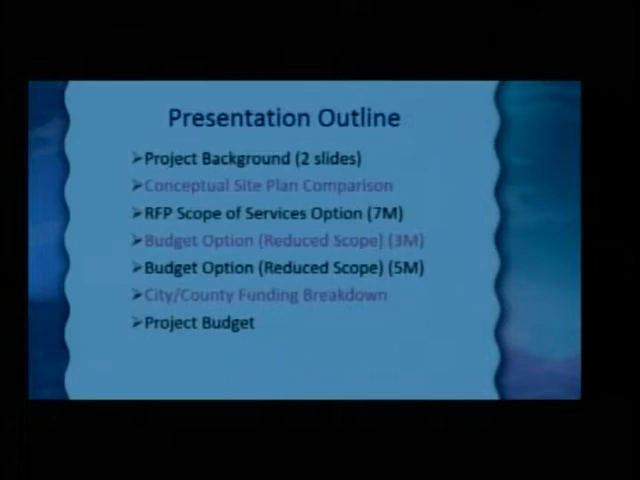 Presentation Outline
➢Project Background (2 slides)
➢Conceptual Site Plan Comparison
➢RFP Scope of Services Option (7M)
➢Budget Option (Reduced Scope) (3M)
➢Budget Option (Reduced Scope) (5M)
➢City/County Funding Breakdown
➢Project Budget